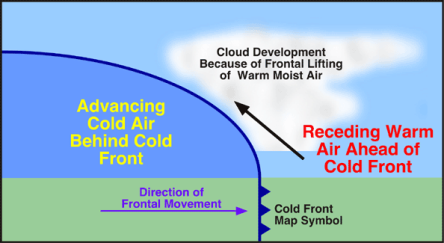 Cloud Development
Because of Frontal Lifting
of Warm Moist Air
Advancing
Cold Air
Behind Cold
Front
Receding Warm
Air Ahead of
Cold Front
Direction of
Frontal Movement
Cold Front
Map Symbol